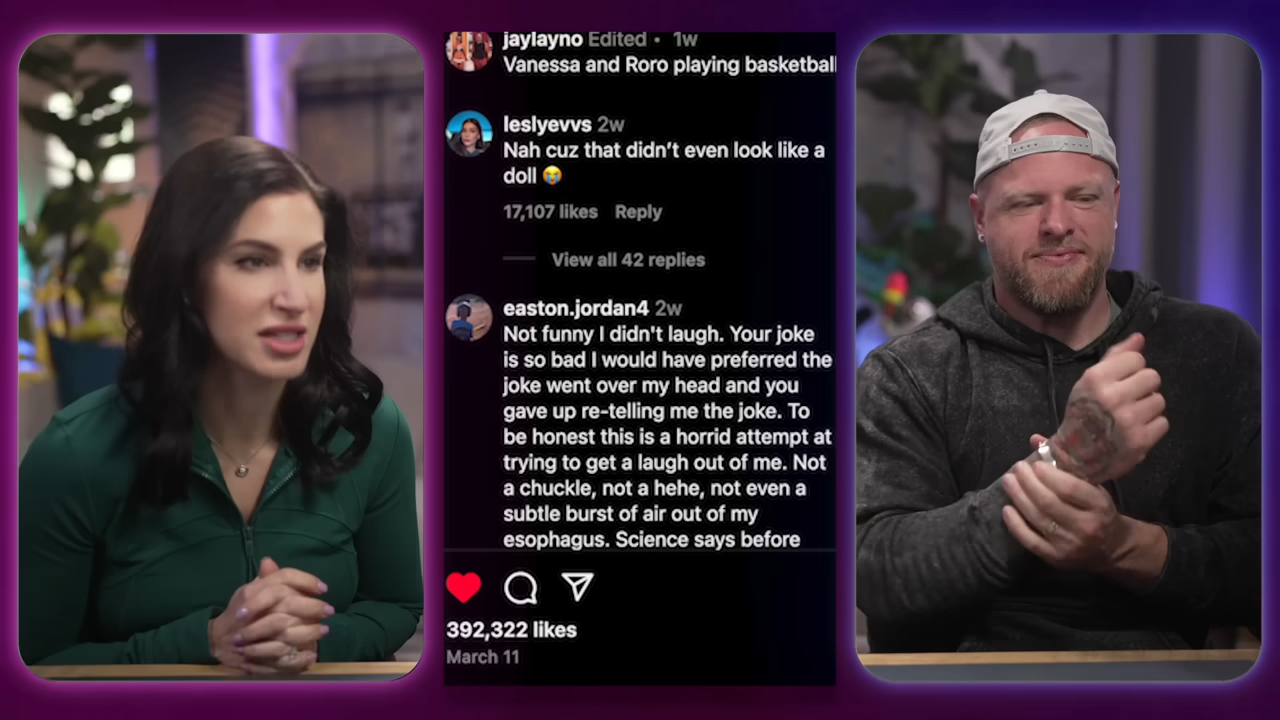 jaylayno Edited • 1w
Vanessa and Roro playing basketball
leslyevvs 2w
Nah cuz that didn't even look like a
doll 😭
17,107 likes Reply
View all 42 replies
easton.jordan4 2w
Not funny I didn't laugh. Your joke
is so bad I would have preferred the
joke went over my head and you
gave up re-telling me the joke. To
be honest this is a horrid attempt at
trying to get a laugh out of me. Not
a chuckle, not a hehe, not even a
subtle burst of air out of my
esophagus. Science says before
392,322 likes
March 11